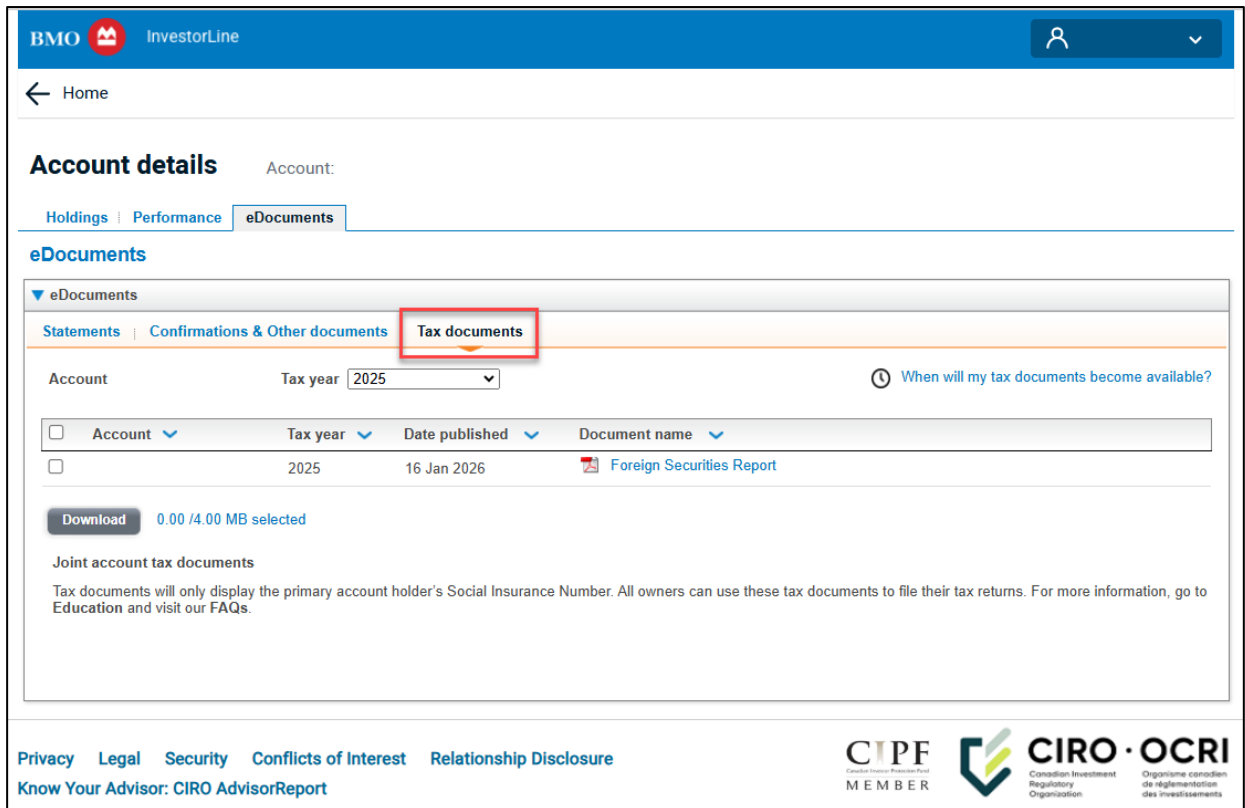 BMO InvestorLine
Home
Account details Account:
Holdings Performance eDocuments
eDocuments
eDocuments
Statements Confirmations & Other documents Tax documents
Account Tax year 2025 When will my tax documents become available?
Account Tax year Date published Document name
2025 16 Jan 2026 Foreign Securities Report
Download 0.00 /4.00 MB selected
Joint account tax documents
Tax documents will only display the primary account holder's Social Insurance Number. All owners can use these tax documents to file their tax returns. For more information, go to
Education and visit our FAQs.
Privacy Legal Security Conflicts of Interest Relationship Disclosure
Know Your Advisor: CIRO AdvisorReport
CIPF
Canadian Investor Protection Fund
MEMBER
CIRO · OCRI
Canadian Investment
Regulatory
Organization
Organisme canadien
de réglementation
des investissements